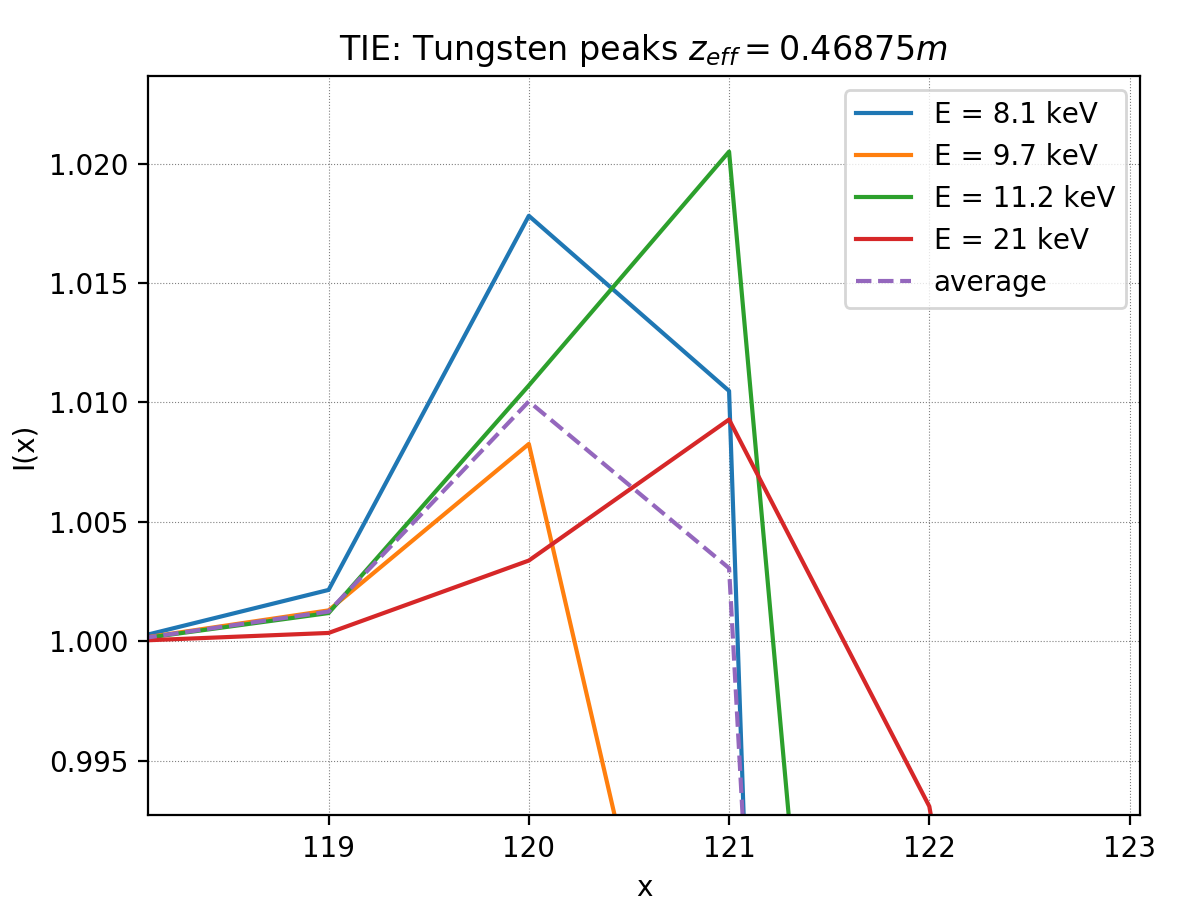 TIE: Tungsten peaks z_eff = 0.46875m
E = 8.1 keV
E = 9.7 keV
E = 11.2 keV
E = 21 keV
average
I(x)
1.020
1.015
1.010
1.005
1.000
0.995
119 120 121 122 123
x